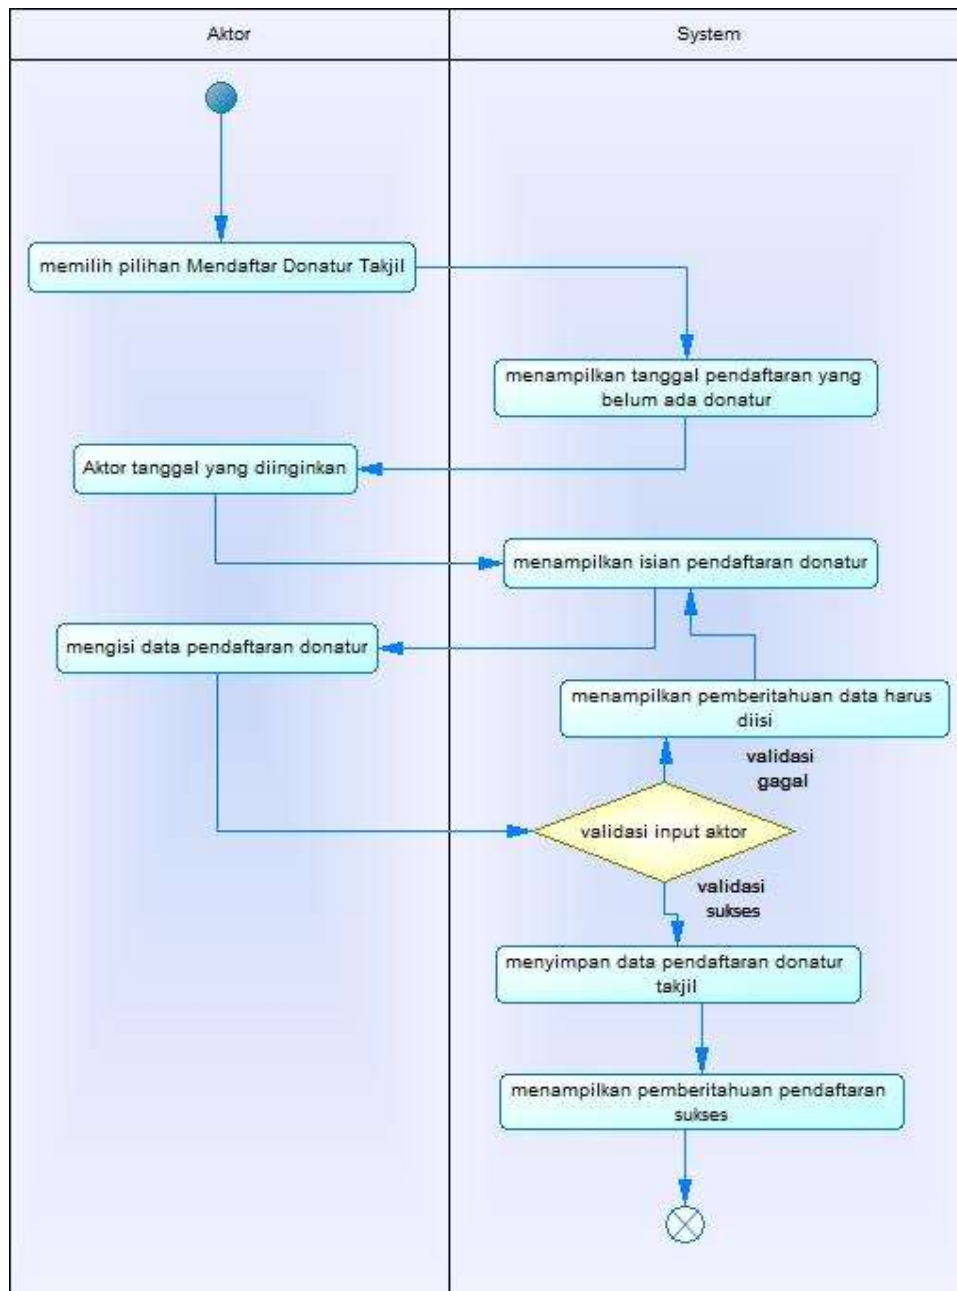 Aktor
System
memilih pilihan Mendaftar Donatur Takjil
menampilkan tanggal pendaftaran yang
belum ada donatur
Aktor tanggal yang diinginkan
menampilkan isian pendaftaran donatur
mengisi data pendaftaran donatur
menampilkan pemberitahuan data harus
diisi
validasi
gagal
validasi input aktor
validasi
sukses
menyimpan data pendaftaran donatur
takjil
menampilkan pemberitahuan pendaftaran
sukses